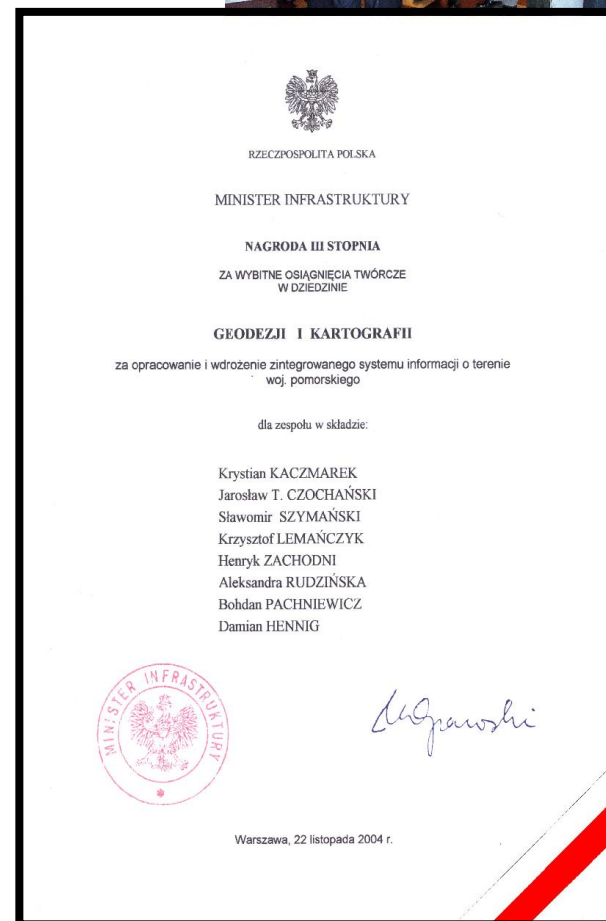 RZECZPOSPOLITA POLSKA
MINISTER INFRASTRUKTURY
NAGRODA III STOPNIA
ZA WYBITNE OSIĄGNIĘCIA TWÓRCZE
W DZIEDZINIE
GEODEZJI I KARTOGRAFII
za opracowanie i wdrożenie zintegrowanego systemu informacji o terenie
woj. pomorskiego
dla zespołu w składzie:
Krystian KACZMAREK
Jarosław T. CZOCHAŃSKI
Sławomir SZYMAŃSKI
Krzysztof LEMAŃCZYK
Henryk ZACHODNI
Aleksandra RUDZIŃSKA
Bohdan PACHNIEWICZ
Damian HENNIG
MINISTER INFRASTRUKTURY
Warszawa, 22 listopada 2004 r.